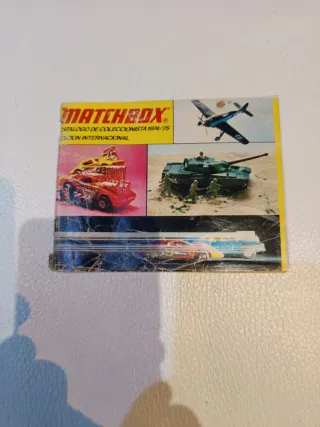 MATCHBOX®
CATALOGO DE COLECCIONISTA 1974/75
EDICION INTERNACIONAL